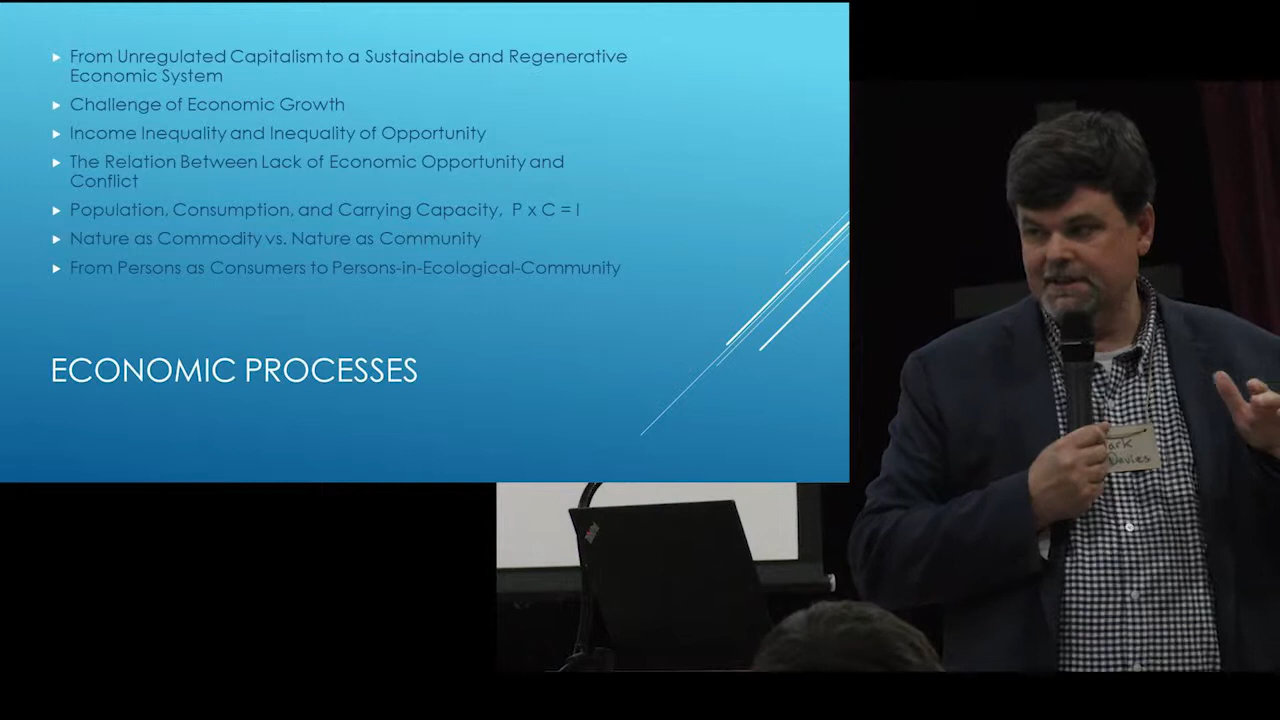 From Unregulated Capitalism to a Sustainable and Regenerative
Economic System
Challenge of Economic Growth
Income Inequality and Inequality of Opportunity
The Relation Between Lack of Economic Opportunity and
Conflict
Population, Consumption, and Carrying Capacity, P x C = I
Nature as Commodity vs. Nature as Community
From Persons as Consumers to Persons-in-Ecological-Community
ECONOMIC PROCESSES
ark
Davies